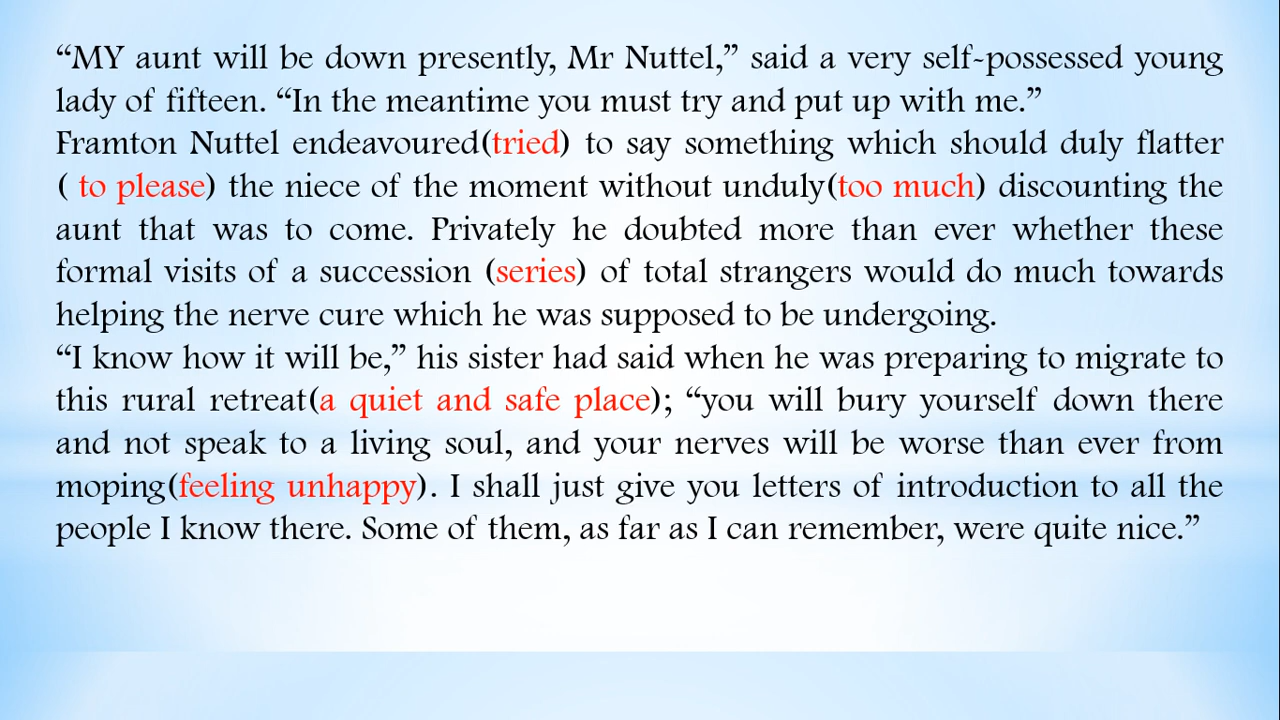 “MY aunt will be down presently, Mr Nuttel,” said a very self-possessed young
lady of fifteen. “In the meantime you must try and put up with me.”
Framton Nuttel endeavoured(tried) to say something which should duly flatter
( to please) the niece of the moment without unduly(too much) discounting the
aunt that was to come. Privately he doubted more than ever whether these
formal visits of a succession (series) of total strangers would do much towards
helping the nerve cure which he was supposed to be undergoing.
“I know how it will be,” his sister had said when he was preparing to migrate to
this rural retreat(a quiet and safe place); “you will bury yourself down there
and not speak to a living soul, and your nerves will be worse than ever from
moping(feeling unhappy). I shall just give you letters of introduction to all the
people I know there. Some of them, as far as I can remember, were quite nice.”